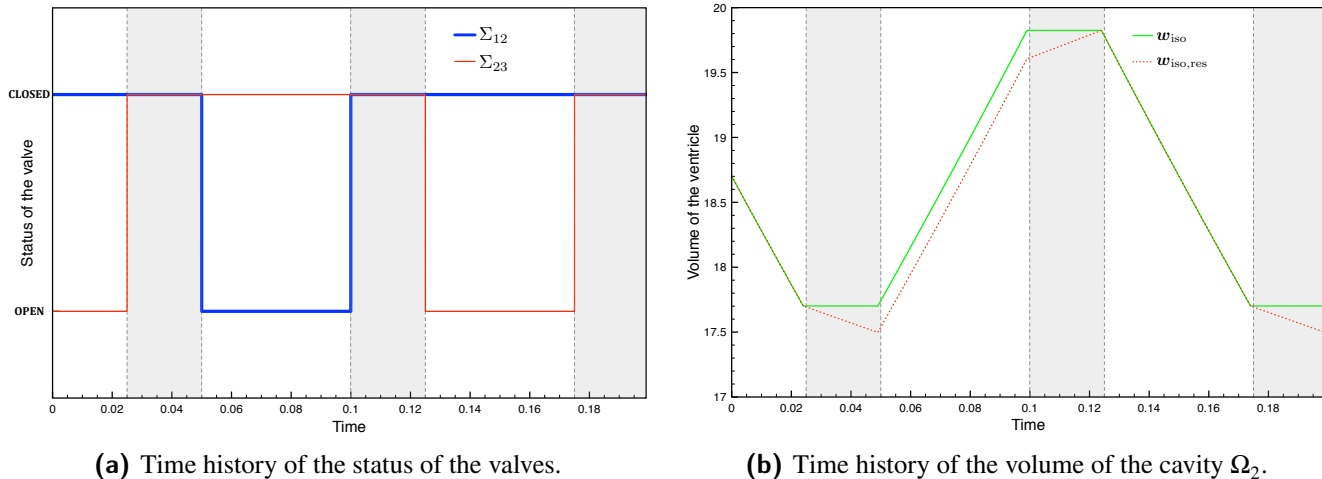 Σ12
Σ23
CLOSED
OPEN
Status of the valve
0 0.02 0.04 0.06 0.08 0.1 0.12 0.14 0.16 0.18
Time
(a) Time history of the status of the valves.
20
19.5
19
18.5
18
17.5
17
w_iso
w_iso,res
Volume of the ventricle
0 0.02 0.04 0.06 0.08 0.1 0.12 0.14 0.16 0.18
Time
(b) Time history of the volume of the cavity Ω2.